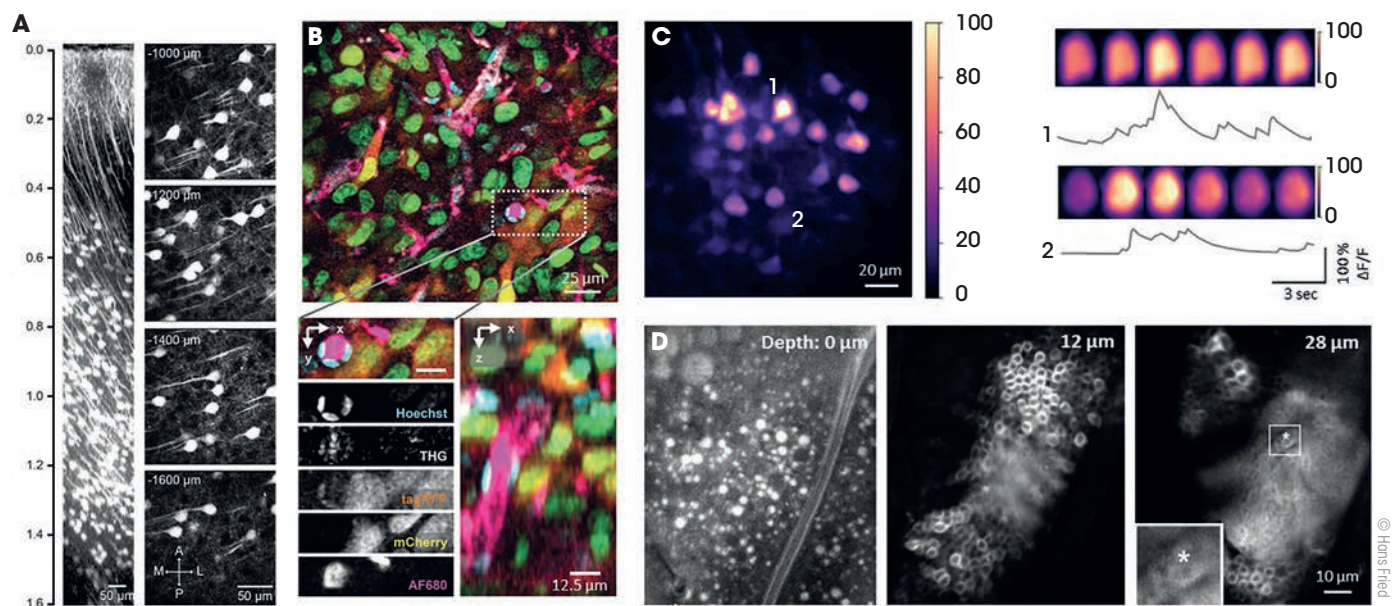 A
0.0
0.2
0.4
0.6
0.8
1.0
1.2
1.4
1.6
50 µm
-1000 µm
-1200 µm
-1400 µm
-1600 µm
A
M
L
P
50 µm
B
25 µm
x
y
Hoechst
THG
mCherry
AF680
x
z
12.5 µm
C
1
2
20 µm
100
80
60
40
20
0
100
0
1
100
0
2
100 %
ΔF/F
3 sec
D
Depth: 0 µm
12 µm
28 µm
*
*
10 µm
© Hans Fried